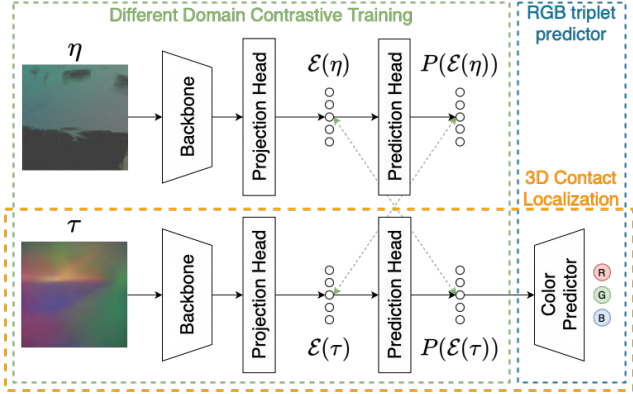 Different Domain Contrastive Training
RGB triplet
predictor
η
Backbone
Projection Head
ℰ(η)
Prediction Head
P(ℰ(η))
3D Contact
Localization
τ
Backbone
Projection Head
ℰ(τ)
Prediction Head
P(ℰ(τ))
Color
Predictor
R
G
B